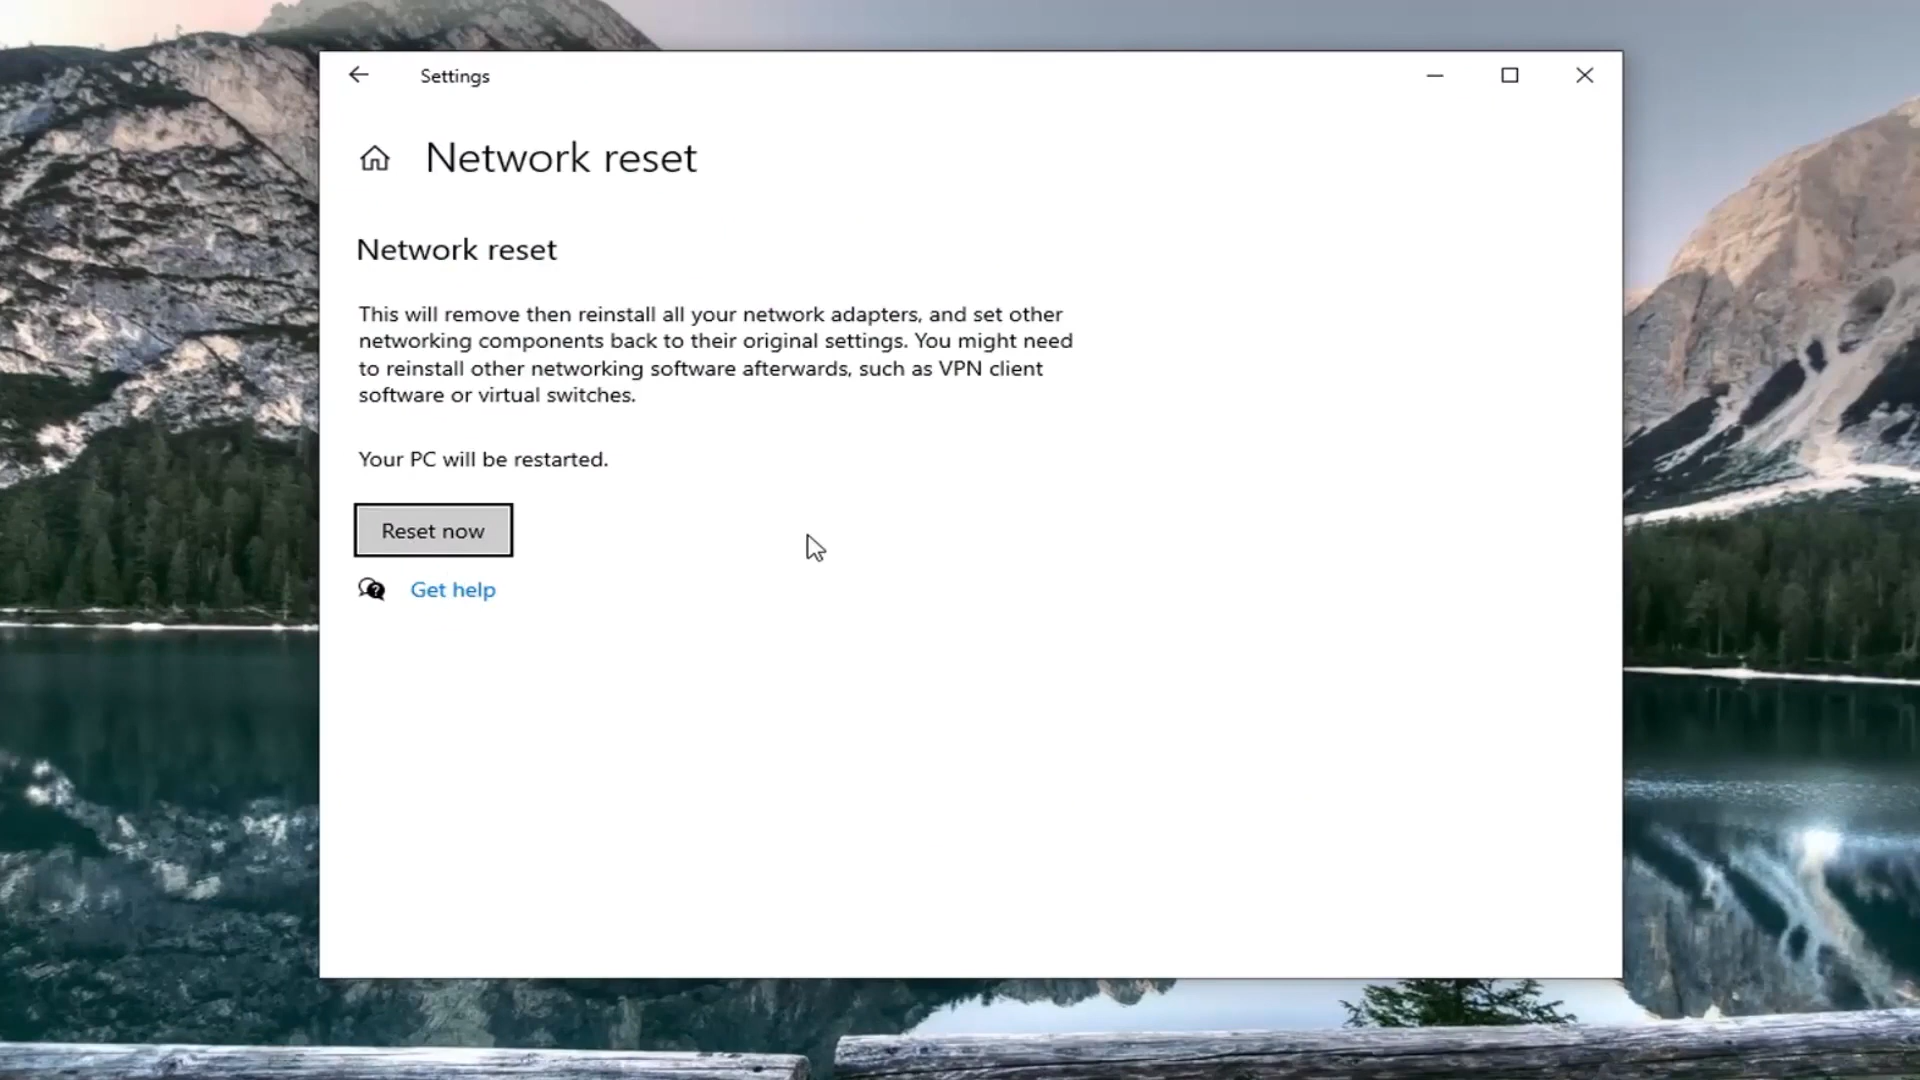 Settings
Network reset
Network reset
This will remove then reinstall all your network adapters, and set other
networking components back to their original settings. You might need
to reinstall other networking software afterwards, such as VPN client
software or virtual switches.
Your PC will be restarted.
Reset now
Get help